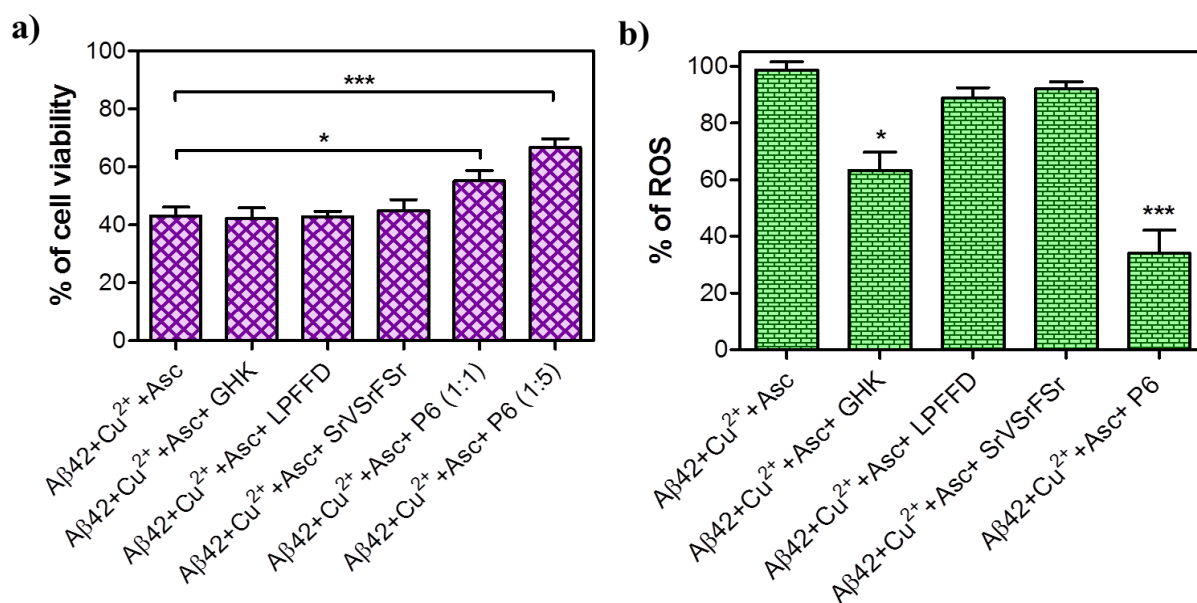 a)
% of cell viability
100
80
60
40
20
0
***
*
Aβ42+Cu²⁺+Asc
Aβ42+Cu²⁺+Asc+ GHK
Aβ42+Cu²⁺+Asc+ LPFFD
Aβ42+Cu²⁺+Asc+ SrVSrFSr
Aβ42+Cu²⁺+Asc+ P6 (1:1)
Aβ42+Cu²⁺+Asc+ P6 (1:5)
b)
% of ROS
100
80
60
40
20
0
*
***
Aβ42+Cu²⁺+Asc
Aβ42+Cu²⁺+Asc+ GHK
Aβ42+Cu²⁺+Asc+ LPFFD
Aβ42+Cu²⁺+Asc+ SrVSrFSr
Aβ42+Cu²⁺+Asc+ P6